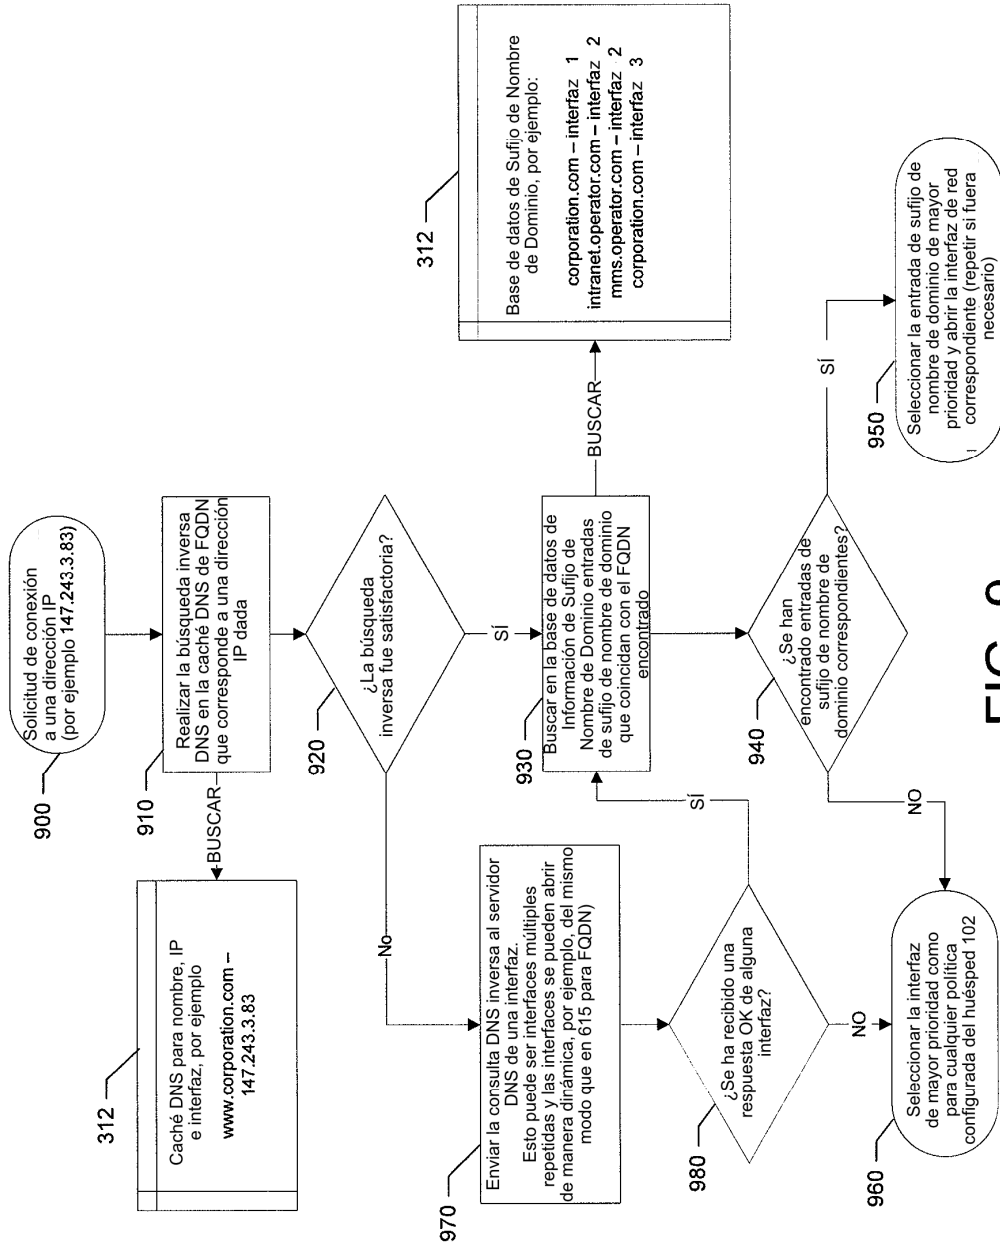 Solicitud de conexión
a una dirección IP
(por ejemplo 147.243.3.83)
900
Realizar la búsqueda inversa
DNS en la caché DNS de FQDN
que corresponde a una dirección
IP dada
910
BUSCAR
312
Caché DNS para nombre, IP
e interfaz, por ejemplo
www.corporation.com –
147.243.3.83
¿La búsqueda
inversa fue satisfactoria?
920
No
SÍ
Buscar en la base de datos de
Información de Sufijo de
Nombre de Dominio entradas
de sufijo de nombre de dominio
que coincidan con el FQDN
encontrado
930
BUSCAR
312
Base de datos de Sufijo de Nombre
de Dominio, por ejemplo:
corporation.com – interfaz 1
intranet.operator.com – interfaz 2
mms.operator.com – interfaz 2
corporation.com – interfaz 3
Enviar la consulta DNS inversa al servidor
DNS de una interfaz.
Esto puede ser interfaces múltiples
repetidas y las interfaces se pueden abrir
de manera dinámica, por ejemplo, del mismo
modo que en 615 para FQDN)
970
¿Se ha recibido una
respuesta OK de alguna
interfaz?
980
SÍ
NO
¿Se han
encontrado entradas de
sufijo de nombre de
dominio correspondientes?
940
SÍ
NO
Seleccionar la entrada de sufijo de
nombre de dominio de mayor
prioridad y abrir la interfaz de red
correspondiente (repetir si fuera
necesario)
950
Seleccionar la interfaz
de mayor prioridad como
para cualquier política
configurada del huésped 102
960
FIG. 9